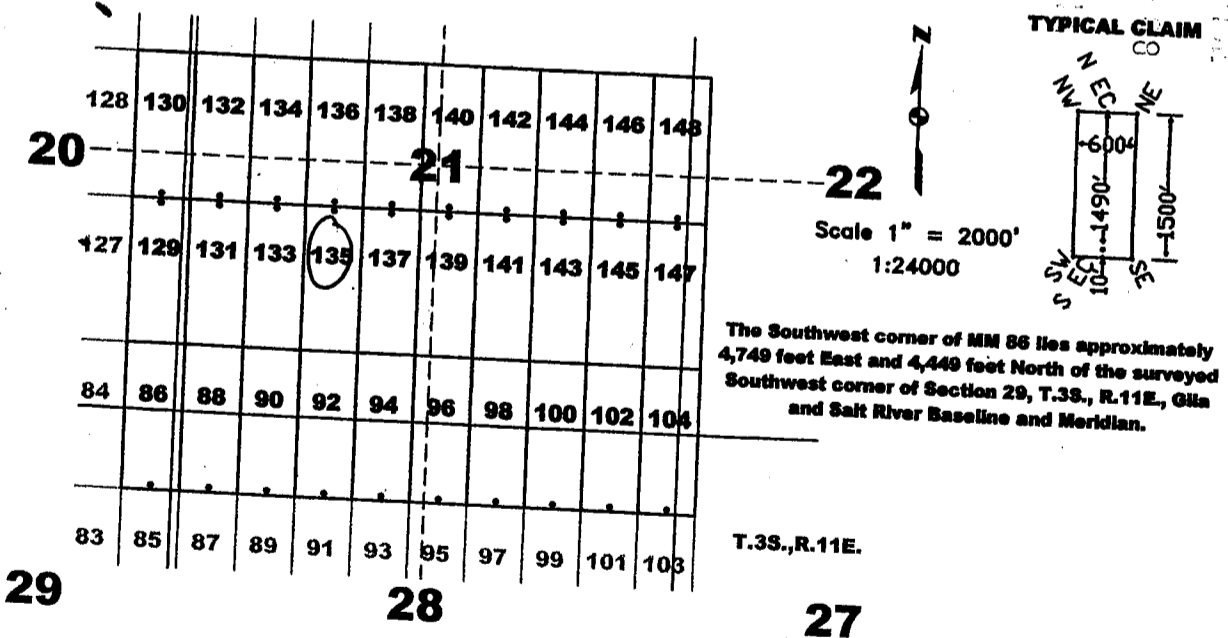 TYPICAL CLAIM
CO
N
NW N EC NE
600'
1490'
1500'
10'
SW S EC SE
128 130 132 134 136 138 140 142 144 146 148
20 21 22
127 129 131 133 135 137 139 141 143 145 147
Scale 1" = 2000'
1:24000
The Southwest corner of MM 86 lies approximately
4,749 feet East and 4,449 feet North of the surveyed
Southwest corner of Section 29, T.3S., R.11E., Gila
and Salt River Baseline and Meridian.
84 86 88 90 92 94 96 98 100 102 104
83 85 87 89 91 93 95 97 99 101 103
T.3S.,R.11E.
29 28 27